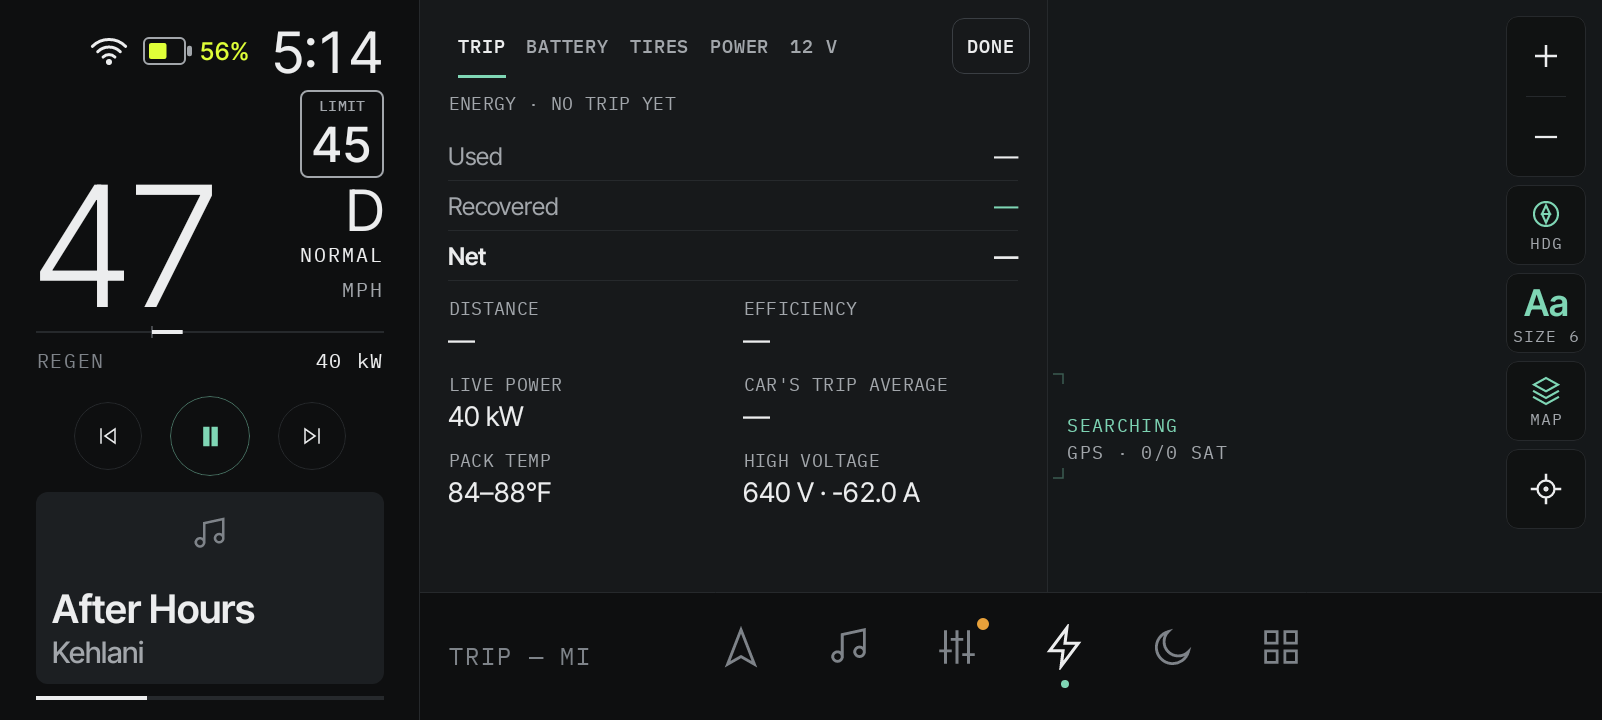 56%
5:14
LIMIT
45
47
D
NORMAL
MPH
REGEN
40 kW
After Hours
Kehlani
TRIP BATTERY TIRES POWER 12 V
DONE
ENERGY · NO TRIP YET
Used —
Recovered —
Net —
DISTANCE
—
EFFICIENCY
—
LIVE POWER
40 kW
CAR'S TRIP AVERAGE
—
PACK TEMP
84–88°F
HIGH VOLTAGE
640 V · -62.0 A
SEARCHING
GPS · 0/0 SAT
+
—
HDG
Aa
SIZE 6
MAP
TRIP — MI